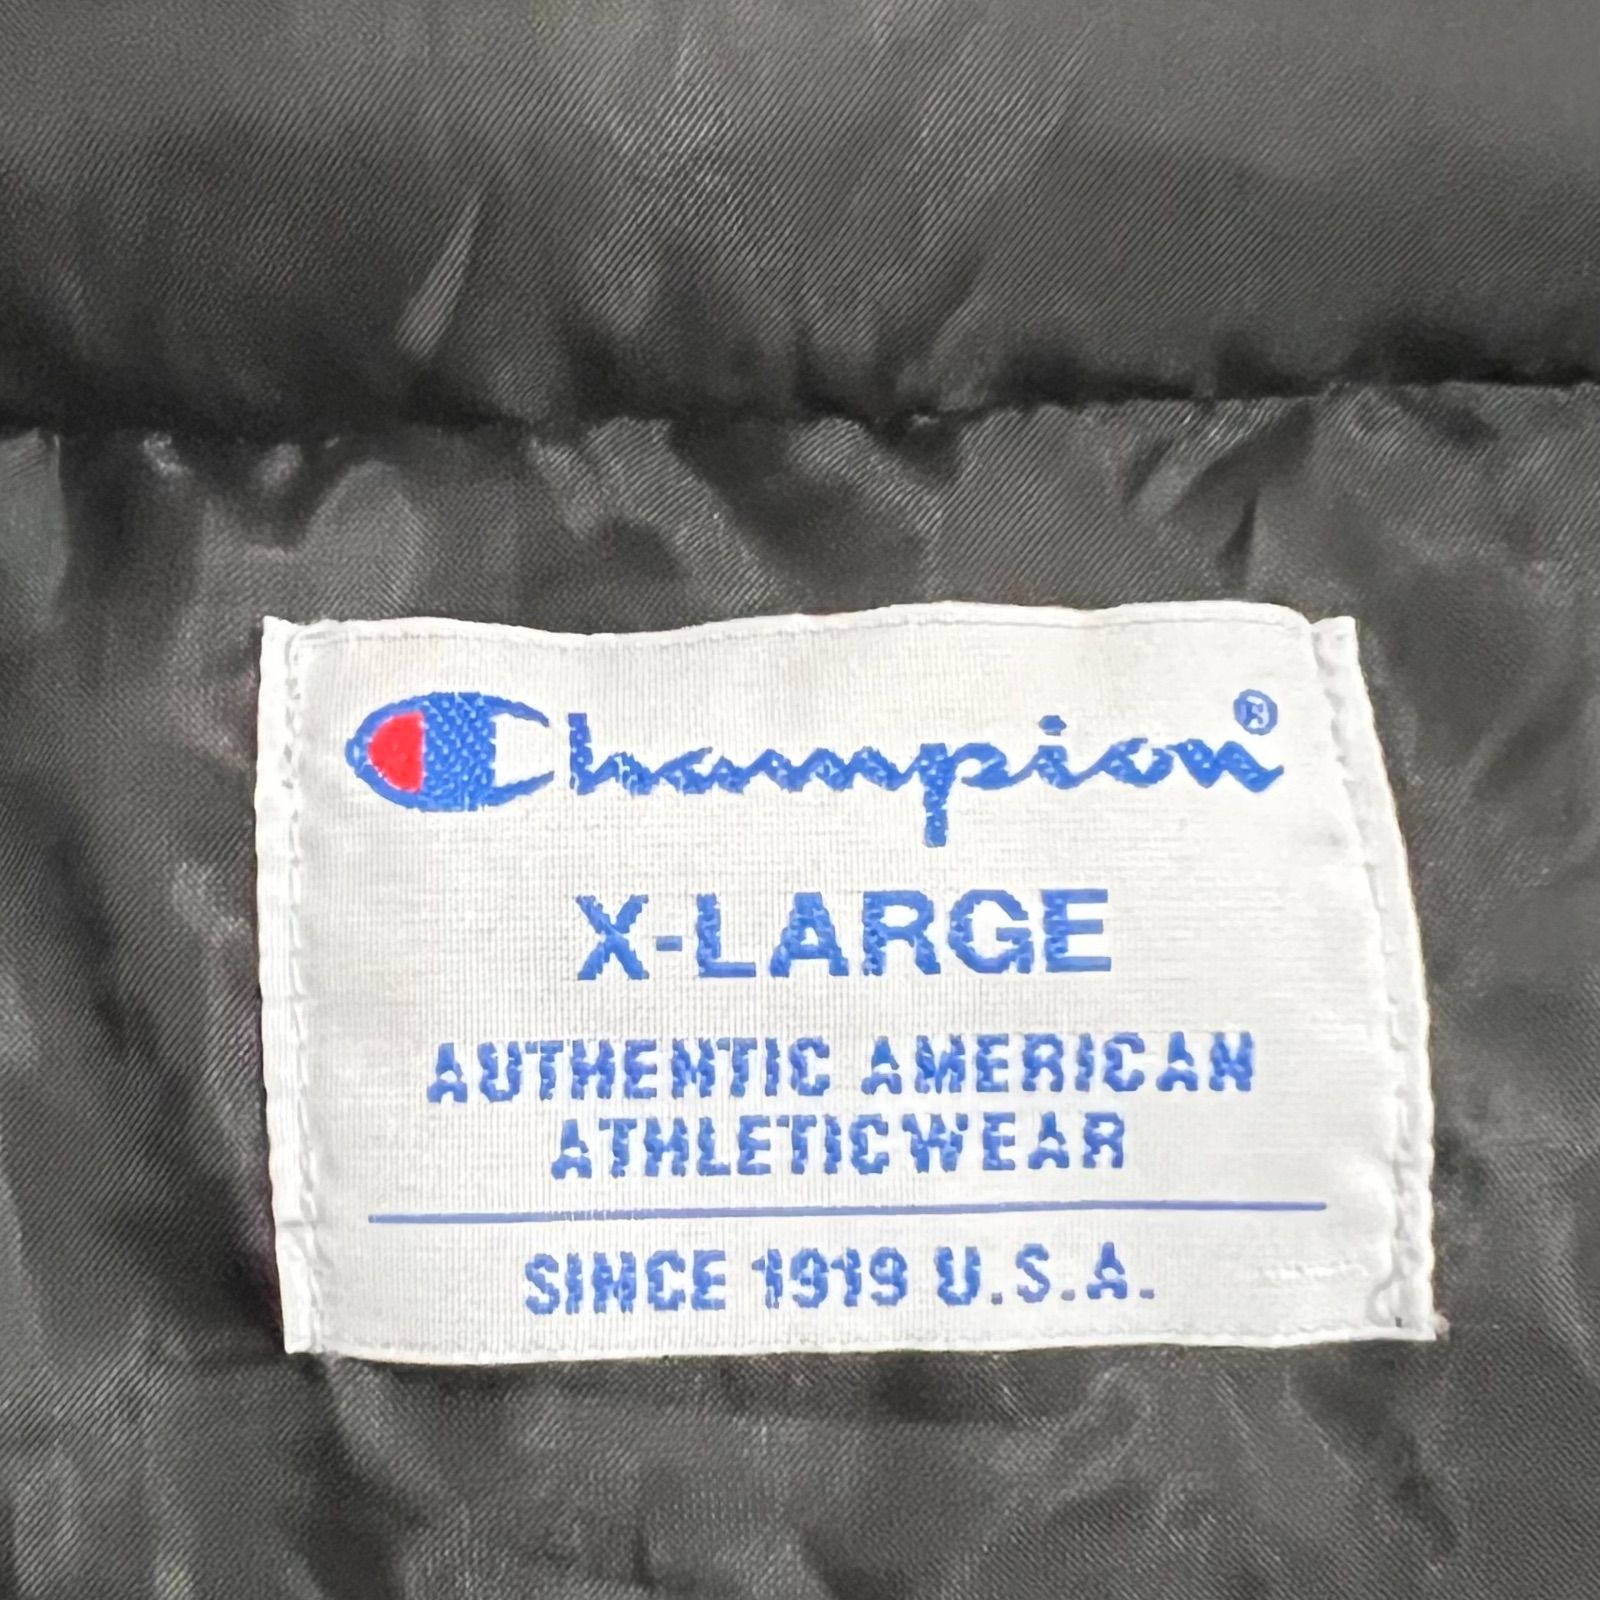 Champion®
X-LARGE
AUTHENTIC AMERICAN
ATHLETICWEAR
SINCE 1919 U.S.A.